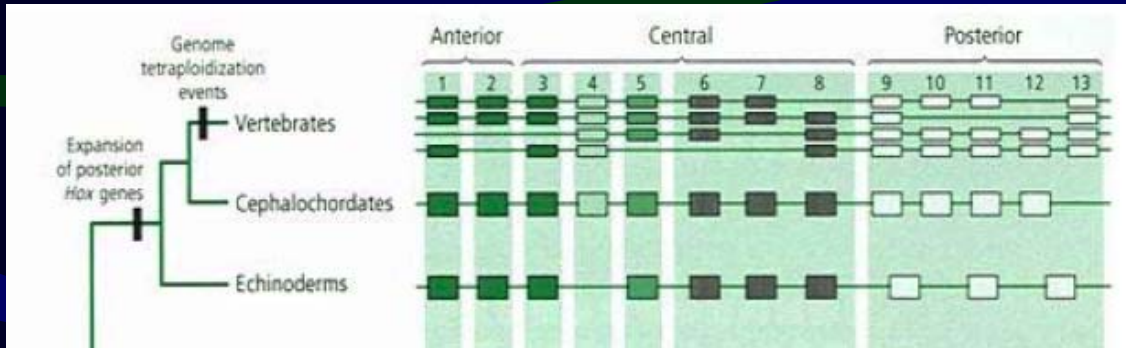 Genome
tetraploidization
events
Expansion
of posterior
Hox genes
Vertebrates
Cephalochordates
Echinoderms
Anterior Central Posterior
1 2 3 4 5 6 7 8 9 10 11 12 13